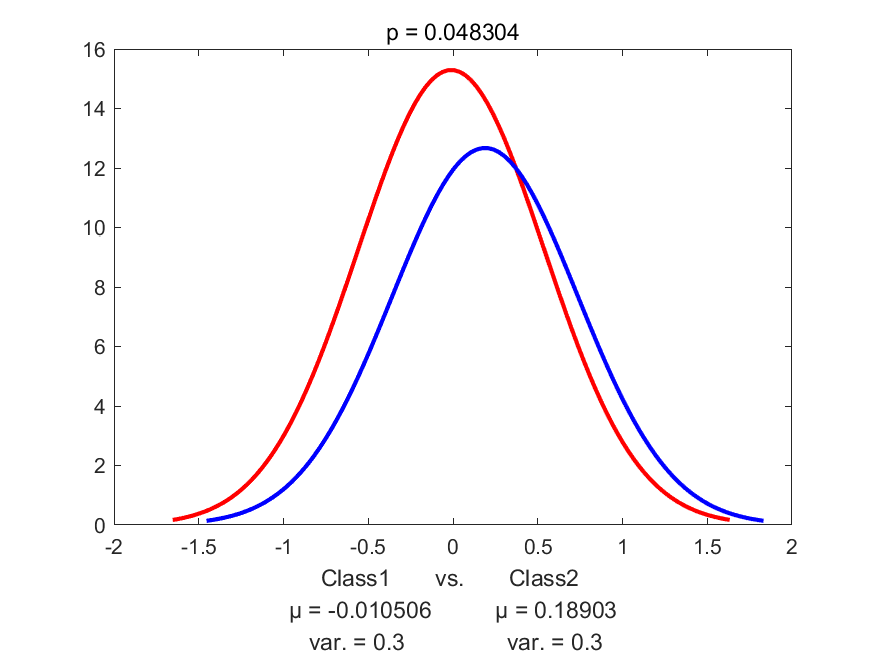 p = 0.048304
16
14
12
10
8
6
4
2
0
-2 -1.5 -1 -0.5 0 0.5 1 1.5 2
Class1 vs. Class2
μ = -0.010506 μ = 0.18903
var. = 0.3 var. = 0.3